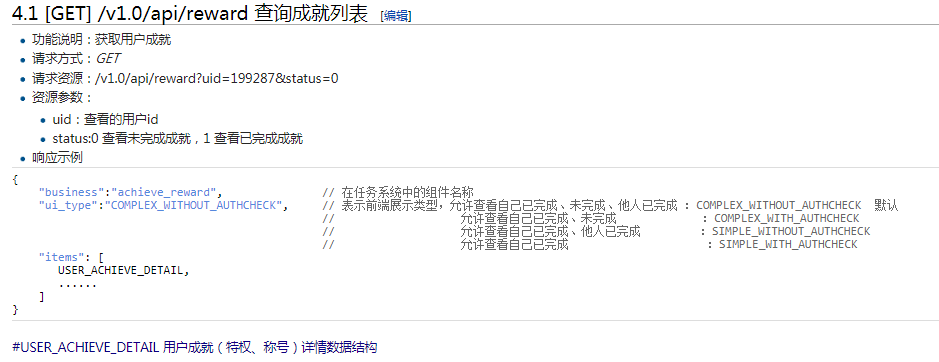 4.1 [GET] /v1.0/api/reward 查询成就列表 [编辑]
功能说明：获取用户成就
请求方式：GET
请求资源：/v1.0/api/reward?uid=199287&status=0
资源参数：
uid：查看的用户id
status:0 查看未完成成就，1 查看已完成成就
响应示例
{
"business":"achieve_reward", // 在任务系统中的组件名称
"ui_type":"COMPLEX_WITHOUT_AUTHCHECK", // 表示前端展示类型，允许查看自己已完成、未完成、他人已完成 : COMPLEX_WITHOUT_AUTHCHECK 默认
// 允许查看自己已完成、未完成 : COMPLEX_WITH_AUTHCHECK
// 允许查看自己已完成、他人已完成 : SIMPLE_WITHOUT_AUTHCHECK
// 允许查看自己已完成 : SIMPLE_WITH_AUTHCHECK
"items": [
USER_ACHIEVE_DETAIL,
......
]
}
#USER_ACHIEVE_DETAIL 用户成就（特权、称号）详情数据结构